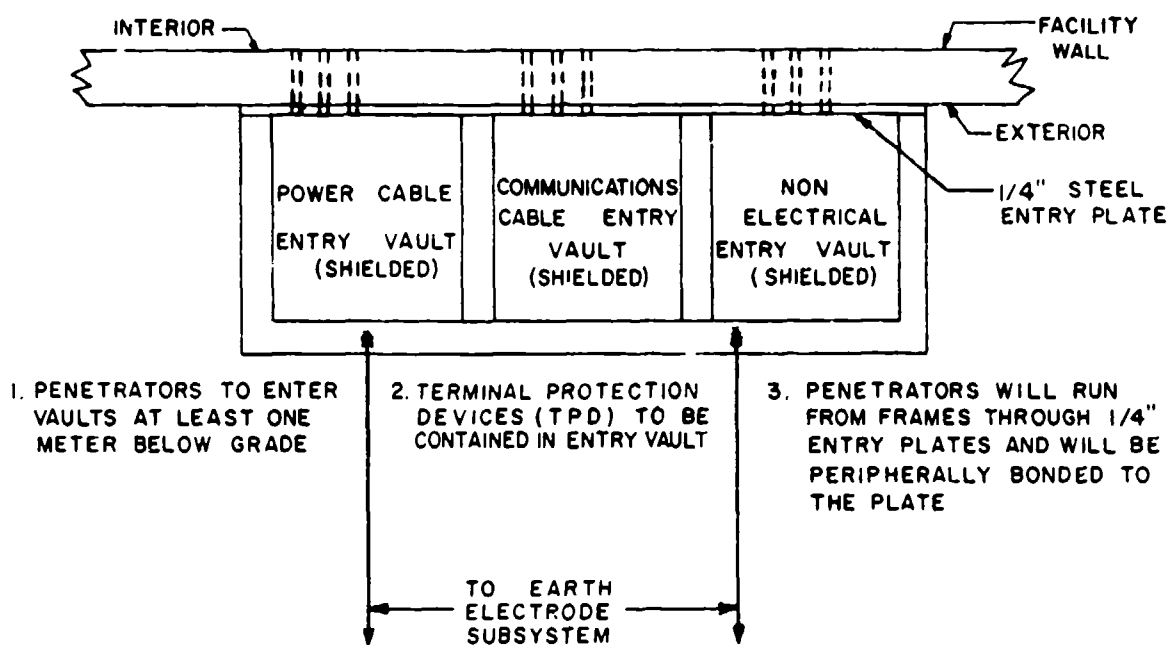 INTERIOR
FACILITY
WALL
EXTERIOR
1/4" STEEL
ENTRY PLATE
POWER CABLE
ENTRY VAULT
(SHIELDED)
COMMUNICATIONS
CABLE ENTRY
VAULT
(SHIELDED)
NON
ELECTRICAL
ENTRY VAULT
(SHIELDED)
1. PENETRATORS TO ENTER
VAULTS AT LEAST ONE
METER BELOW GRADE
2. TERMINAL PROTECTION
DEVICES (TPD) TO BE
CONTAINED IN ENTRY VAULT
3. PENETRATORS WILL RUN
FROM FRAMES THROUGH 1/4"
ENTRY PLATES AND WILL BE
PERIPHERALLY BONDED TO
THE PLATE
TO EARTH
ELECTRODE
SUBSYSTEM